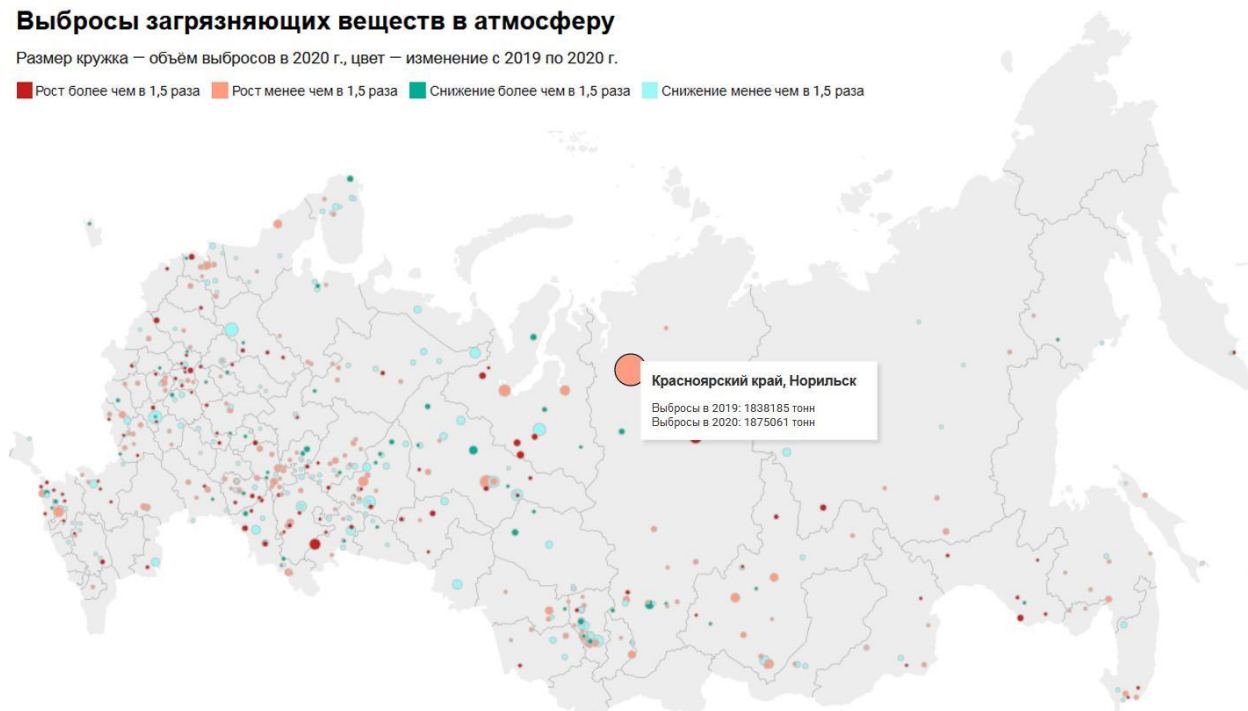 Выбросы загрязняющих веществ в атмосферу
Размер кружка — объём выбросов в 2020 г., цвет — изменение с 2019 по 2020 г.
Рост более чем в 1,5 раза Рост менее чем в 1,5 раза Снижение более чем в 1,5 раза Снижение менее чем в 1,5 раза
Красноярский край, Норильск
Выбросы в 2019: 1838185 тонн
Выбросы в 2020: 1875061 тонн